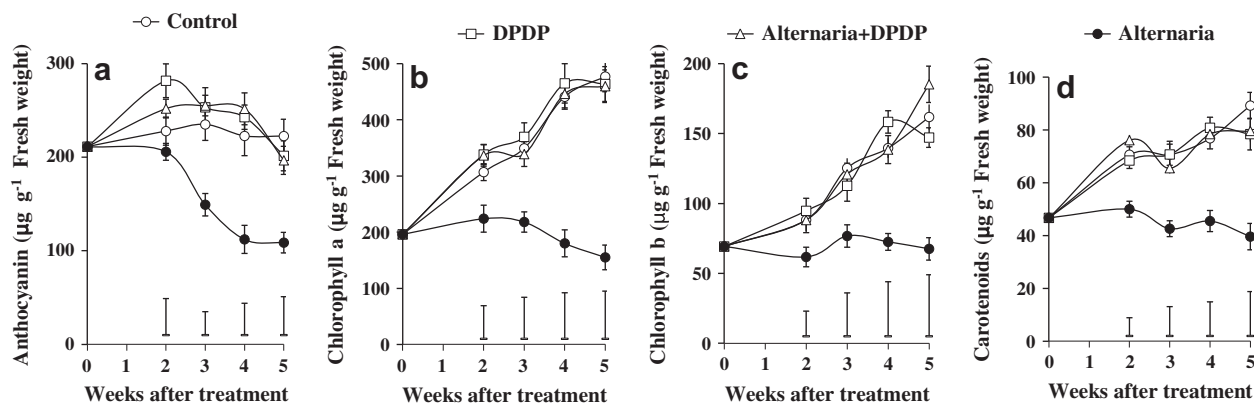 Control DPDP Alternaria+DPDP Alternaria
a
300
200
100
0
Anthocyanin (µg g-1 Fresh weight)
0 1 2 3 4 5
Weeks after treatment
b
500
400
300
200
100
0
Chlorophyll a (µg g-1 Fresh weight)
0 1 2 3 4 5
Weeks after treatment
c
200
150
100
50
0
Chlorophyll b (µg g-1 Fresh weight)
0 1 2 3 4 5
Weeks after treatment
d
100
80
60
40
20
0
Carotenoids (µg g-1 Fresh weight)
0 1 2 3 4 5
Weeks after treatment